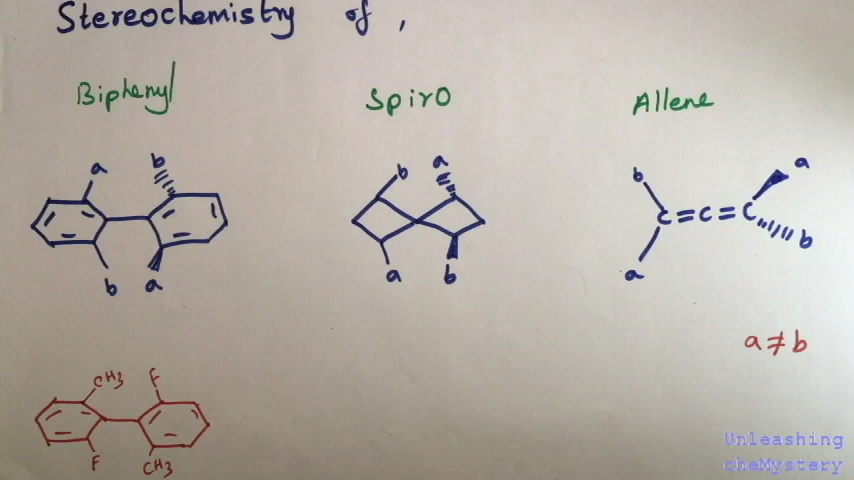 Stereochemistry of,
Biphenyl
Spiro
Allene
a b
b a
b a
a b
b a
C=C=C
a b
a ≠ b
CH3 F
F CH3
Unleashing
cheMystery